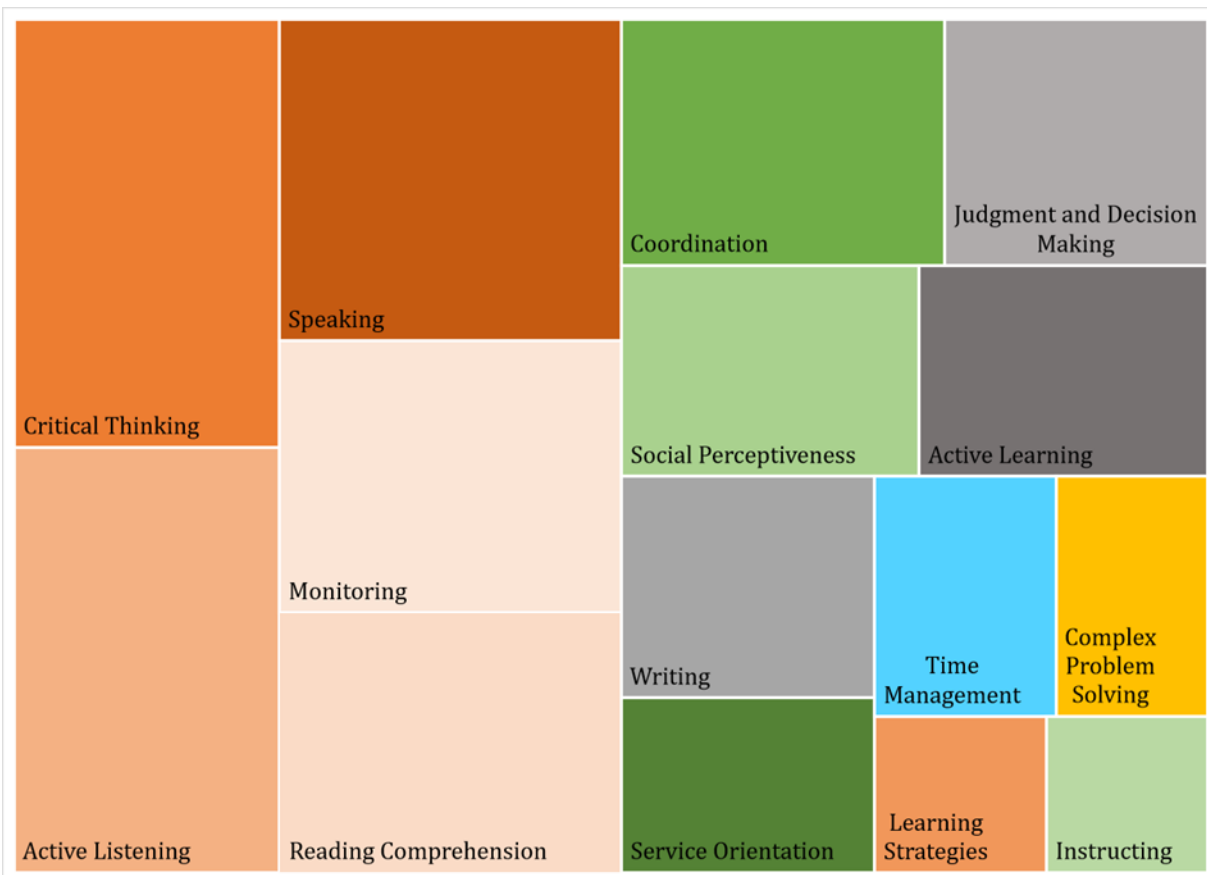 Critical Thinking
Active Listening
Speaking
Monitoring
Reading Comprehension
Coordination
Judgment and Decision
Making
Social Perceptiveness
Active Learning
Writing
Service Orientation
Time
Management
Complex
Problem
Solving
Learning
Strategies
Instructing